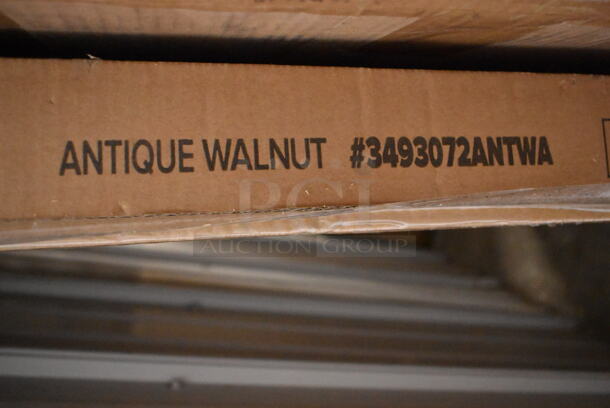 ANTIQUE WALNUT #3493072ANTWA
PCI
AUCTION GROUP